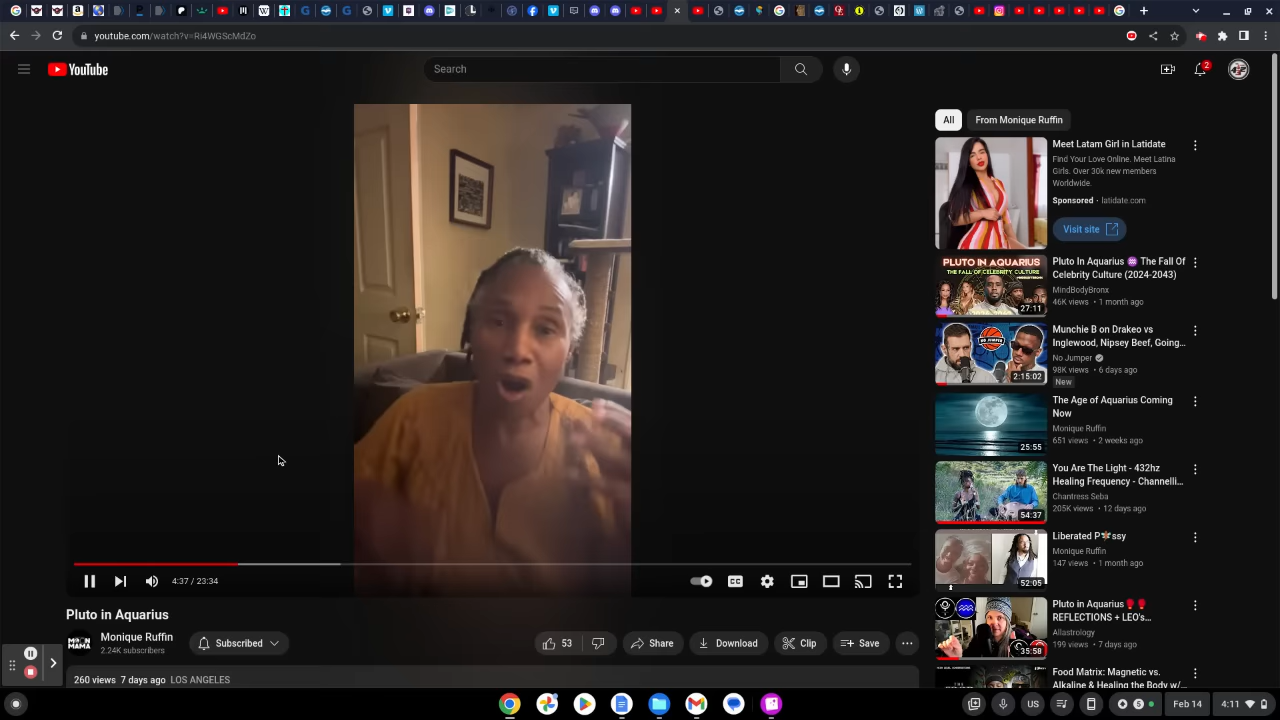 youtube.com/watch?v=Ri4WGScMdZo
YouTube
Search
2
4:37 / 23:34
Pluto in Aquarius
MOON
MAMA
Monique Ruffin
2.24K subscribers
Subscribed
53
Share
Download
Clip
Save
260 views 7 days ago LOS ANGELES
All
From Monique Ruffin
Meet Latam Girl in Latidate
Find Your Love Online. Meet Latina
Girls. Over 30k new members
Worldwide.
Sponsored · latidate.com
Visit site
PLUTO IN AQUARIUS
THE FALL OF CELEBRITY CULTURE
27:11
Pluto In Aquarius ♒ The Fall Of
Celebrity Culture (2024-2043)
MindBodyBronx
46K views • 1 month ago
NO JUMPER
2:15:02
Munchie B on Drakeo vs
Inglewood, Nipsey Beef, Going...
No Jumper
98K views • 6 days ago
New
25:55
The Age of Aquarius Coming
Now
Monique Ruffin
651 views • 2 weeks ago
54:37
You Are The Light - 432hz
Healing Frequency - Channelli...
Chantress Seba
205K views • 12 days ago
52:05
Liberated P🧚ssy
Monique Ruffin
147 views • 1 month ago
35:58
Pluto in Aquarius🌹🌹
REFLECTIONS + LEO's...
Allastrology
199 views • 7 days ago
Food Matrix: Magnetic vs.
Alkaline & Healing the Body w/...
US
5
Feb 14
4:11